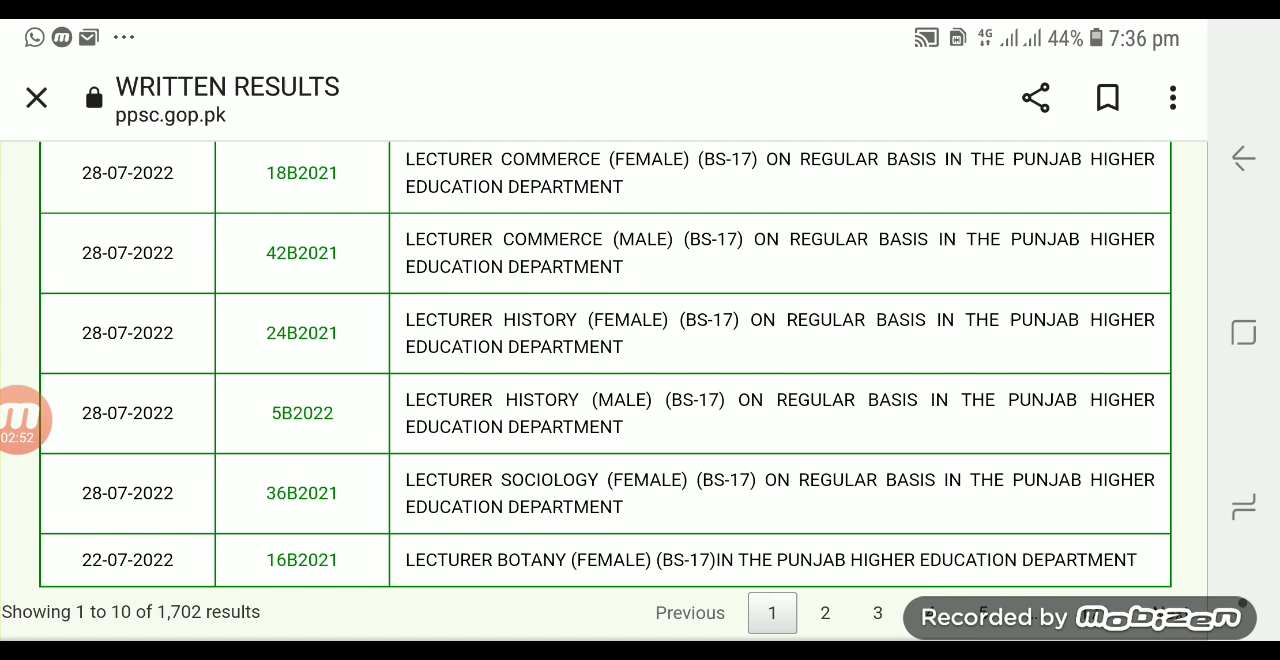 4G 44% 7:36 pm
WRITTEN RESULTS
ppsc.gop.pk
28-07-2022 18B2021 LECTURER COMMERCE (FEMALE) (BS-17) ON REGULAR BASIS IN THE PUNJAB HIGHER
EDUCATION DEPARTMENT
28-07-2022 42B2021 LECTURER COMMERCE (MALE) (BS-17) ON REGULAR BASIS IN THE PUNJAB HIGHER
EDUCATION DEPARTMENT
28-07-2022 24B2021 LECTURER HISTORY (FEMALE) (BS-17) ON REGULAR BASIS IN THE PUNJAB HIGHER
EDUCATION DEPARTMENT
28-07-2022 5B2022 LECTURER HISTORY (MALE) (BS-17) ON REGULAR BASIS IN THE PUNJAB HIGHER
EDUCATION DEPARTMENT
02:52
28-07-2022 36B2021 LECTURER SOCIOLOGY (FEMALE) (BS-17) ON REGULAR BASIS IN THE PUNJAB HIGHER
EDUCATION DEPARTMENT
22-07-2022 16B2021 LECTURER BOTANY (FEMALE) (BS-17)IN THE PUNJAB HIGHER EDUCATION DEPARTMENT
Showing 1 to 10 of 1,702 results Previous 1 2 3
Recorded by mobizen